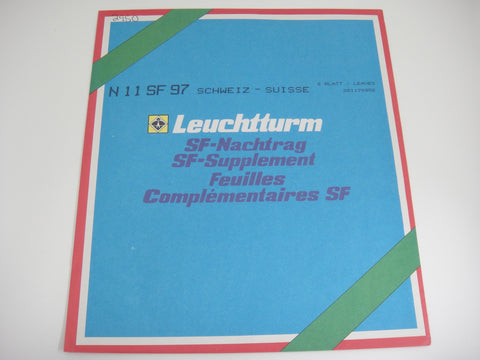 N 11 SF 97 SCHWEIZ - SUISSE
Leuchtturm
SF-Nachtrag
SF-Supplement
Feuilles
Complémentaires SF